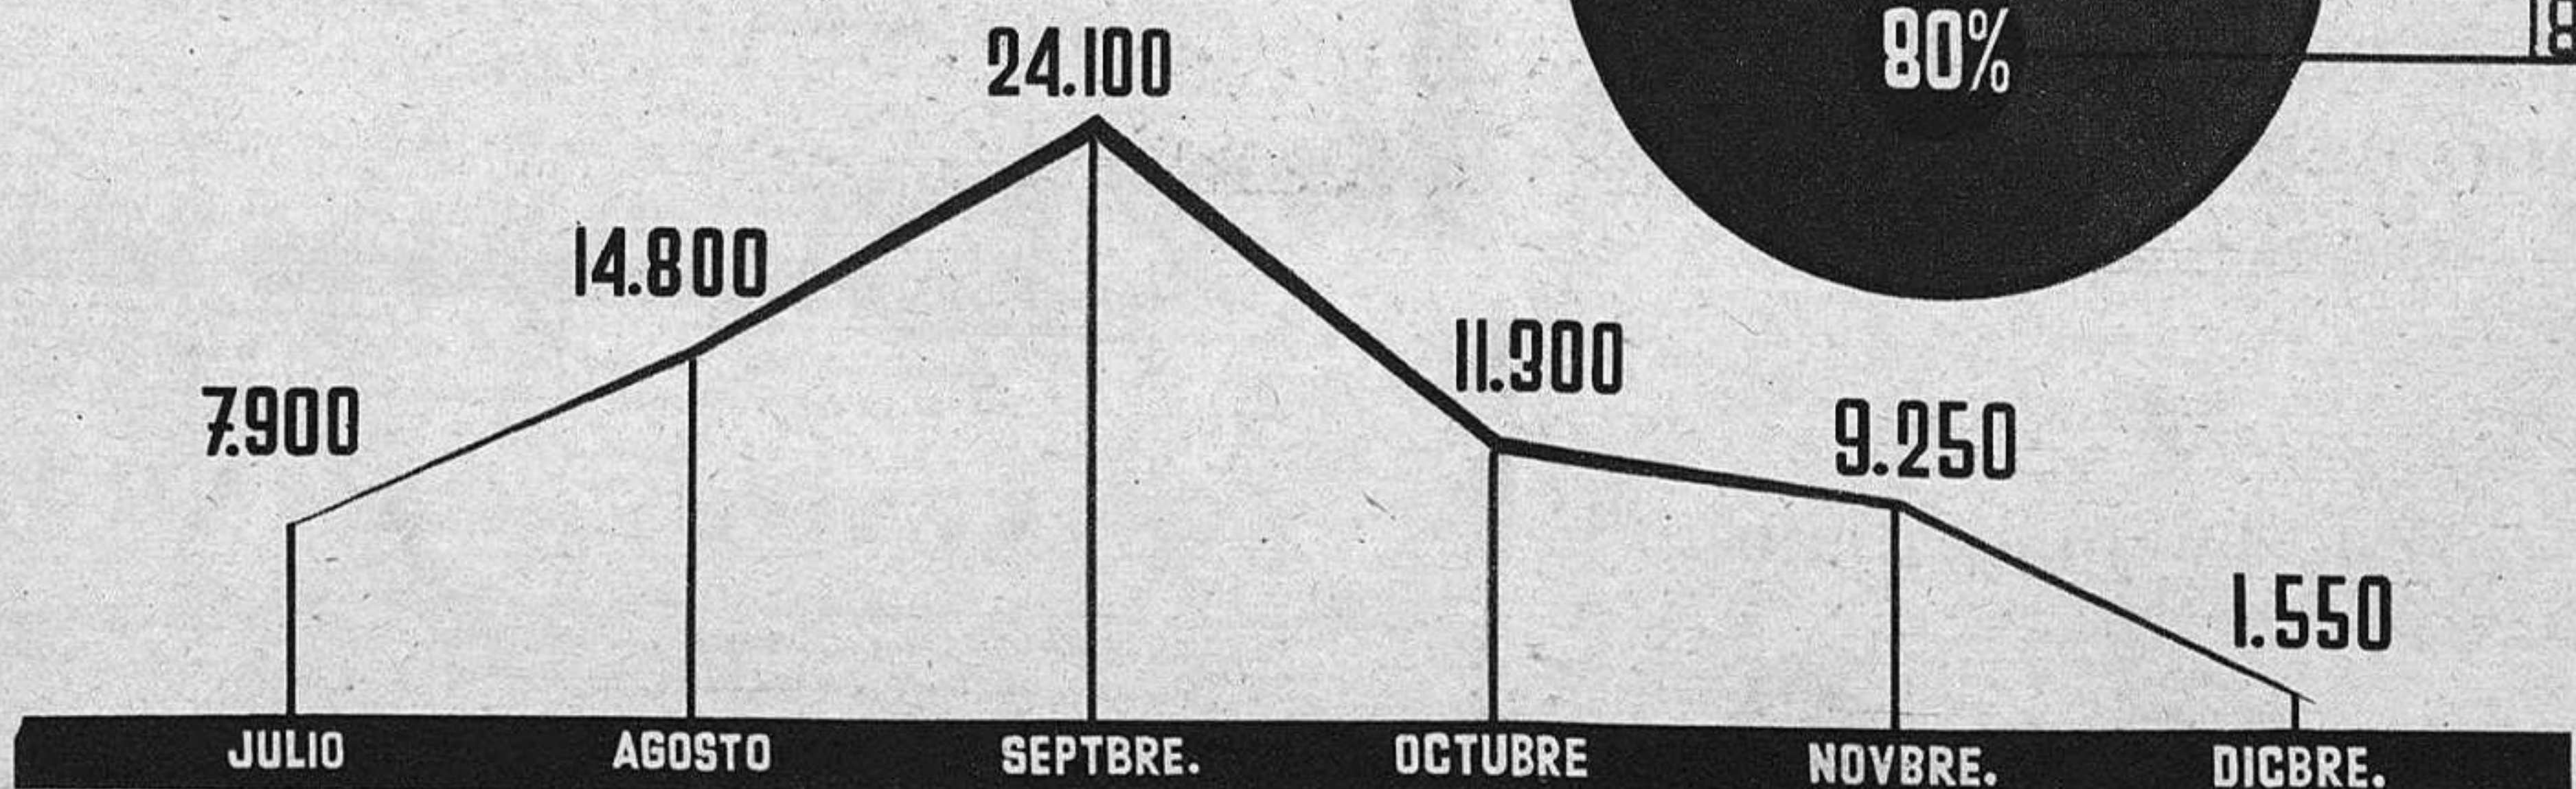 80%
24.100
14.800
11.300
7.900
9.250
1.550
JULIO
AGOSTO
SEPTBRE.
OCTUBRE
NOVBRE.
DICBRE.